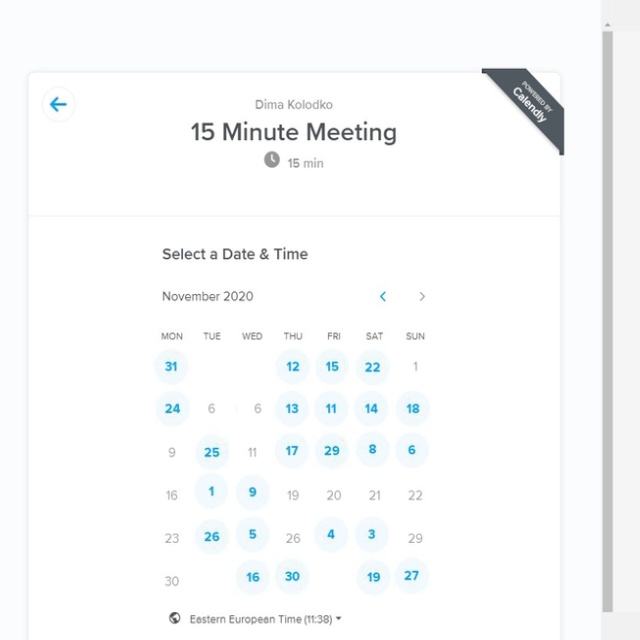 POWERED BY
Calendly
Dima Kolodko
15 Minute Meeting
15 min
Select a Date & Time
November 2020
MON TUE WED THU FRI SAT SUN
31 12 15 22 1
24 6 6 13 11 14 18
9 25 11 17 29 8 6
16 1 9 19 20 21 22
23 26 5 26 4 3 29
30 16 30 19 27
Eastern European Time (11:38)